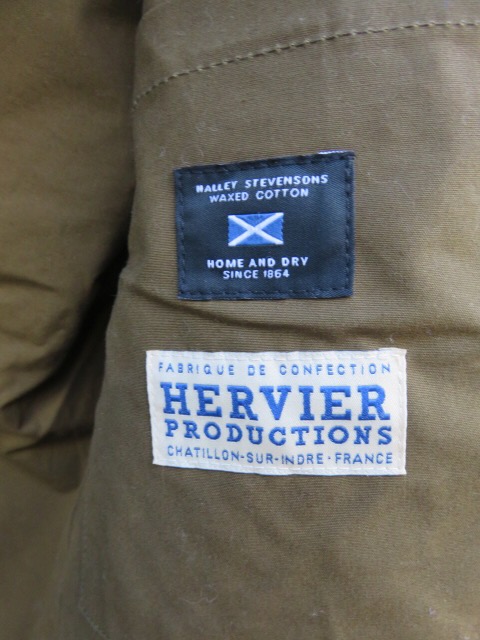 HALLEY STEVENSONS
WAXED COTTON
HOME AND DRY
SINCE 1864
FABRIQUE DE CONFECTION
HERVIER
PRODUCTIONS
CHATILLON-SUR-INDRE·FRANCE